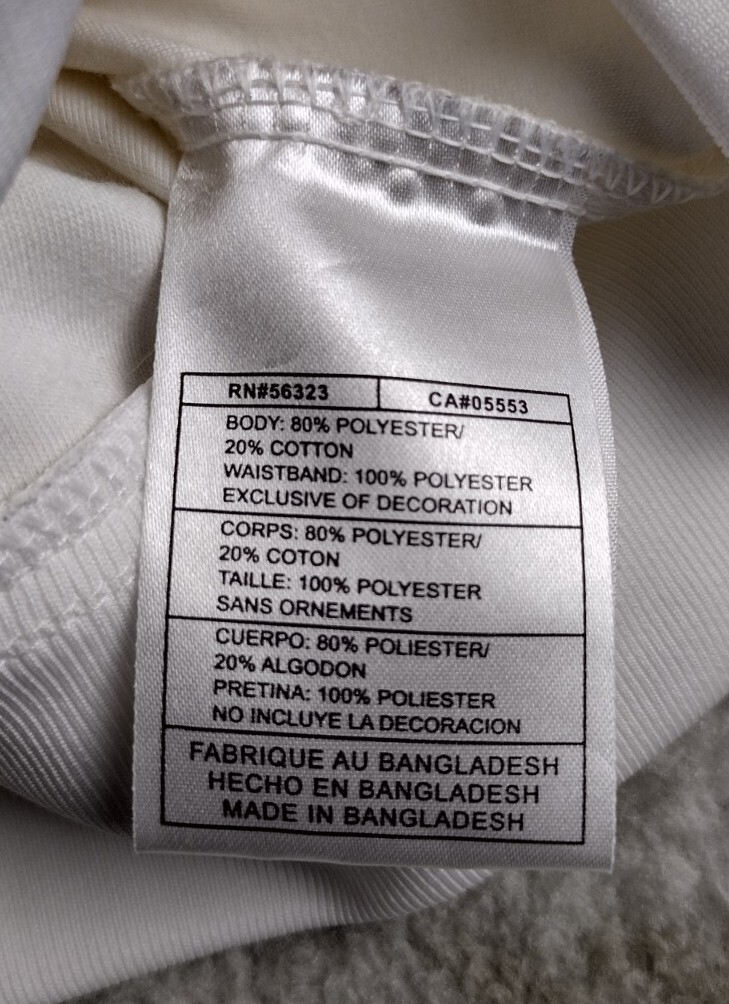 RN#56323
CA#05553
BODY: 80% POLYESTER/
20% COTTON
WAISTBAND: 100% POLYESTER
EXCLUSIVE OF DECORATION
CORPS: 80% POLYESTER/
20% COTON
TAILLE: 100% POLYESTER
SANS ORNEMENTS
CUERPO: 80% POLIESTER/
20% ALGODON
PRETINA: 100% POLIESTER
NO INCLUYE LA DECORACION
FABRIQUE AU BANGLADESH
HECHO EN BANGLADESH
MADE IN BANGLADESH